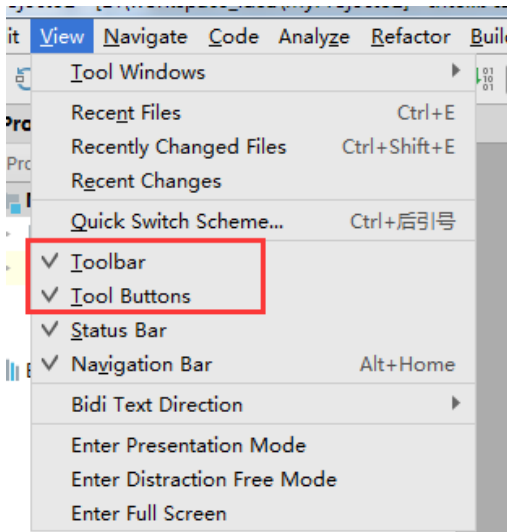 View Navigate Code Analyze Refactor
Tool Windows
Recent Files Ctrl+E
Recently Changed Files Ctrl+Shift+E
Recent Changes
Quick Switch Scheme... Ctrl+后引号
Toolbar
Tool Buttons
Status Bar
Navigation Bar Alt+Home
Bidi Text Direction
Enter Presentation Mode
Enter Distraction Free Mode
Enter Full Screen